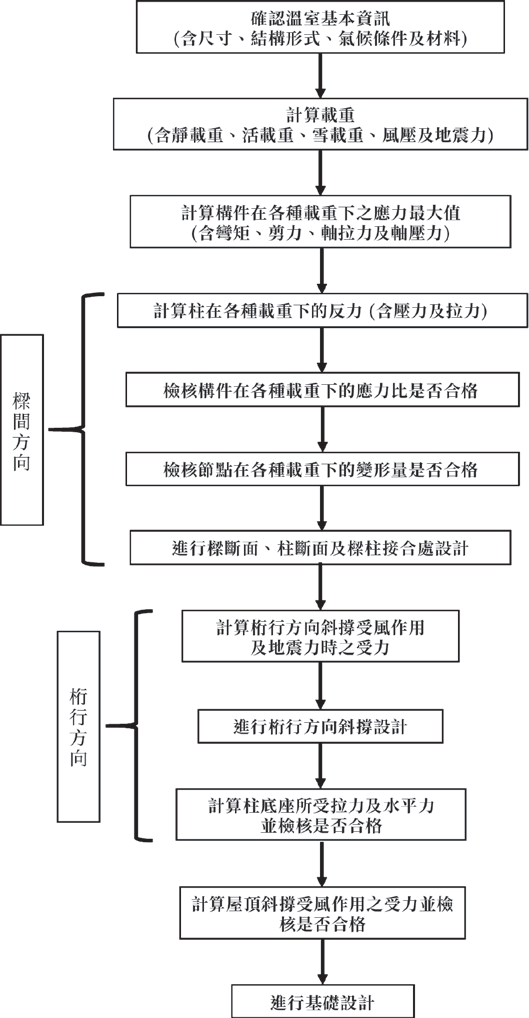 確認溫室基本資訊
(含尺寸、結構形式、氣候條件及材料)
計算載重
(含靜載重、活載重、雪載重、風壓及地震力)
計算構件在各種載重下之應力最大值
(含彎矩、剪力、軸拉力及軸壓力)
樑間方向
計算柱在各種載重下的反力 (含壓力及拉力)
檢核構件在各種載重下的應力比是否合格
檢核節點在各種載重下的變形量是否合格
進行樑斷面、柱斷面及樑柱接合處設計
桁行方向
計算桁行方向斜撐受風作用
及地震力時之受力
進行桁行方向斜撐設計
計算柱底座所受拉力及水平力
並檢核是否合格
計算屋頂斜撐受風作用之受力並檢
核是否合格
進行基礎設計